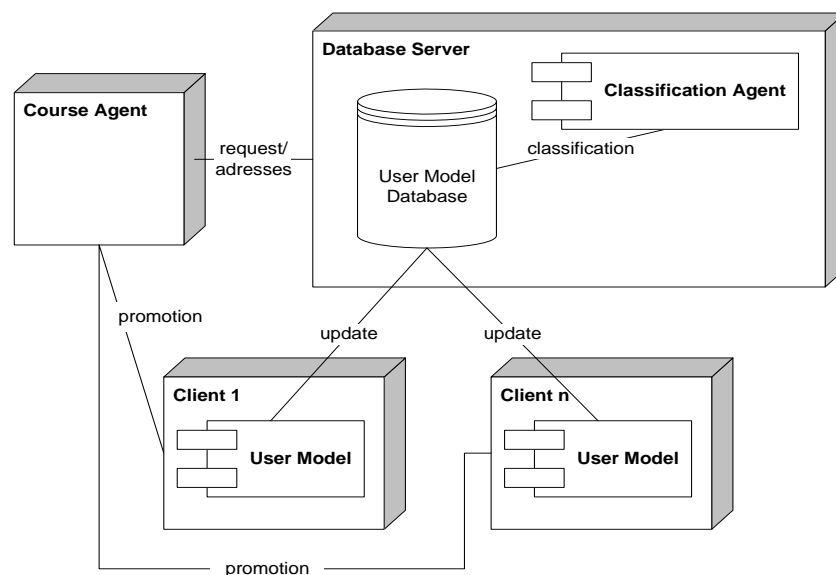 Database Server
Classification Agent
Course Agent
request/
adresses
classification
User Model
Database
promotion
update
update
Client 1
Client n
User Model
User Model
promotion